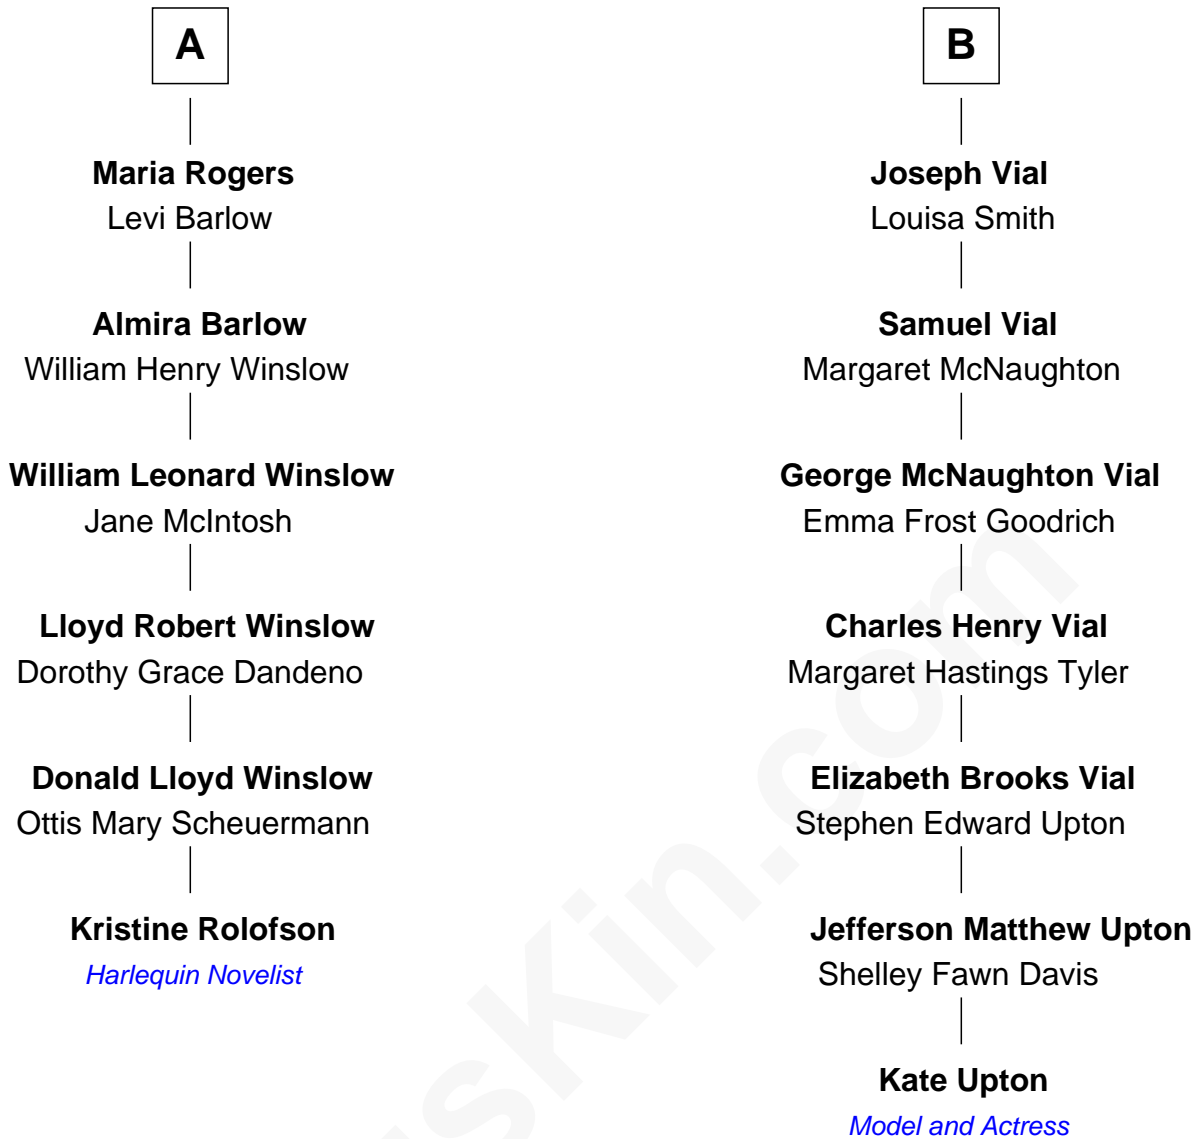 A
Maria Rogers
Levi Barlow
Almira Barlow
William Henry Winslow
William Leonard Winslow
Jane McIntosh
Lloyd Robert Winslow
Dorothy Grace Dandeno
Donald Lloyd Winslow
Ottis Mary Scheuermann
Kristine Rolofson
Harlequin Novelist
B
Joseph Vial
Louisa Smith
Samuel Vial
Margaret McNaughton
George McNaughton Vial
Emma Frost Goodrich
Charles Henry Vial
Margaret Hastings Tyler
Elizabeth Brooks Vial
Stephen Edward Upton
Jefferson Matthew Upton
Shelley Fawn Davis
Kate Upton
Model and Actress